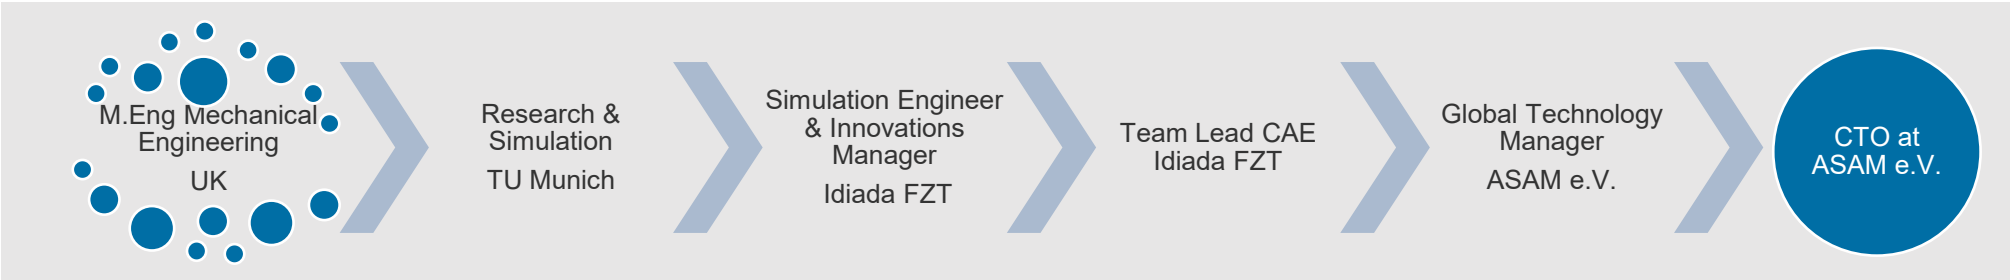 M.Eng Mechanical
Engineering
UK
Research &
Simulation
TU Munich
Simulation Engineer
& Innovations
Manager
Idiada FZT
Team Lead CAE
Idiada FZT
Global Technology
Manager
ASAM e.V.
CTO at
ASAM e.V.